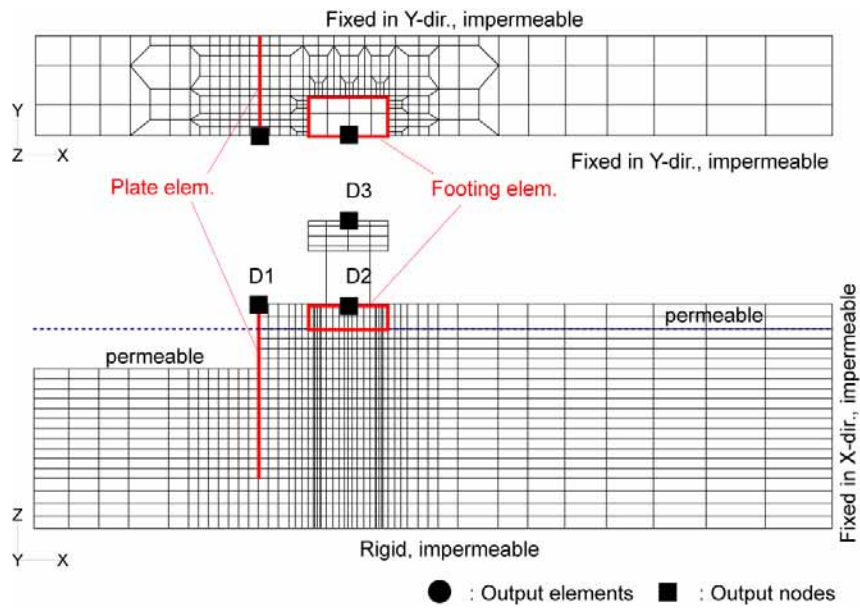 Fixed in Y-dir., impermeable
Y
Z X
Fixed in Y-dir., impermeable
Plate elem.
Footing elem.
D3
D1
D2
permeable
permeable
Fixed in X-dir., impermeable
Z
Y X
Rigid, impermeable
: Output elements : Output nodes